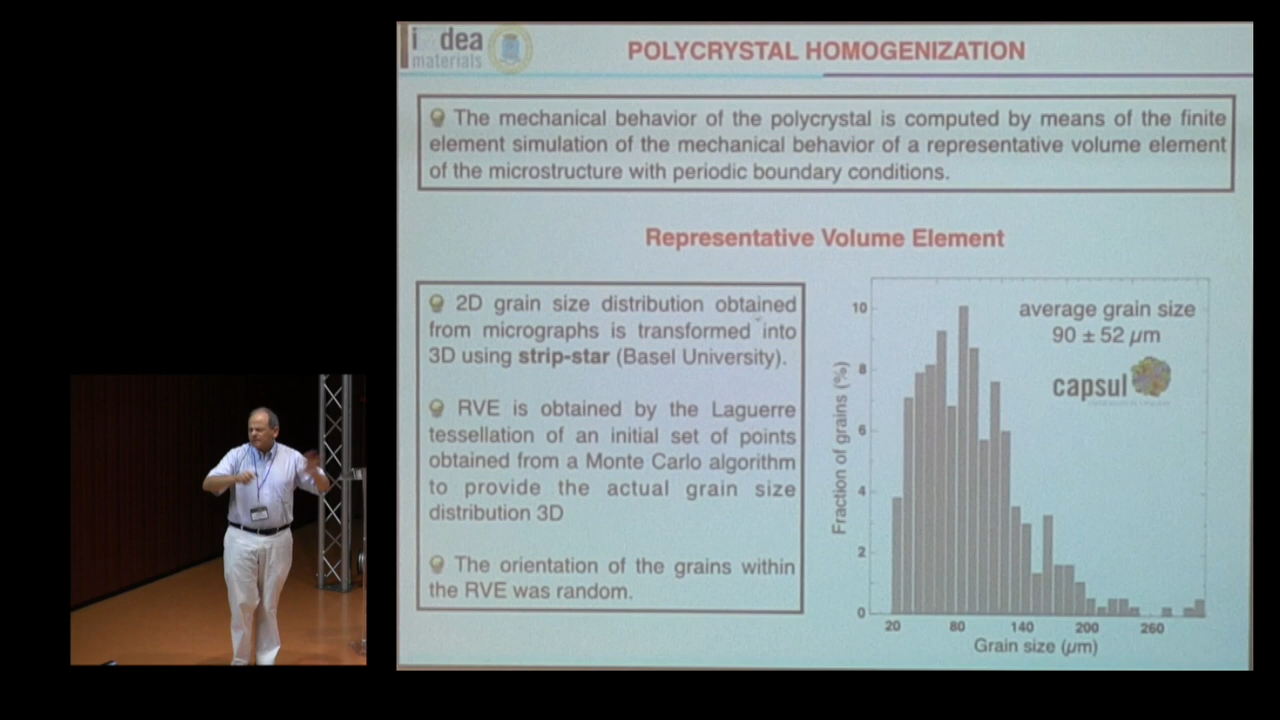 i dea
materials
POLYCRYSTAL HOMOGENIZATION
The mechanical behavior of the polycrystal is computed by means of the finite
element simulation of the mechanical behavior of a representative volume element
of the microstructure with periodic boundary conditions.
Representative Volume Element
2D grain size distribution obtained
from micrographs is transformed into
3D using strip-star (Basel University).
RVE is obtained by the Laguerre
tessellation of an initial set of points
obtained from a Monte Carlo algorithm
to provide the actual grain size
distribution 3D
The orientation of the grains within
the RVE was random.
average grain size
90 ± 52 µm
capsul
Fraction of grains (%)
10
8
6
4
2
0
20 80 140 200 260
Grain size (µm)